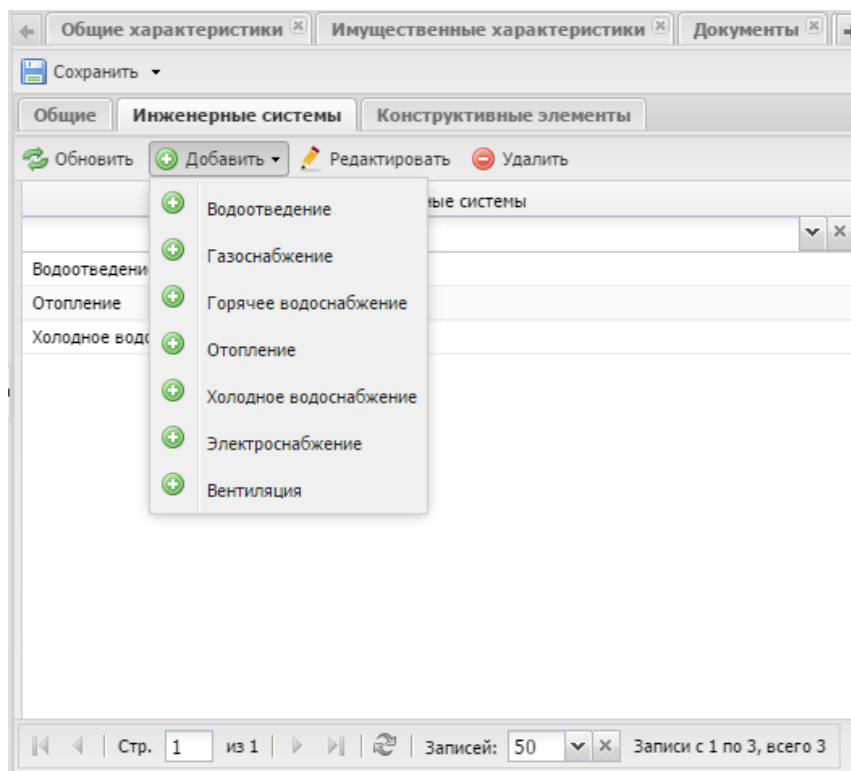 Общие характеристики Имущественные характеристики Документы
Сохранить
Общие Инженерные системы Конструктивные элементы
Обновить Добавить Редактировать Удалить
ные системы
Водоотведение
Газоснабжение
Водоотведени
Отопление Горячее водоснабжение
Холодное водо
Отопление
Холодное водоснабжение
Электроснабжение
Вентиляция
Стр. 1 из 1 Записей: 50 Записи с 1 по 3, всего 3